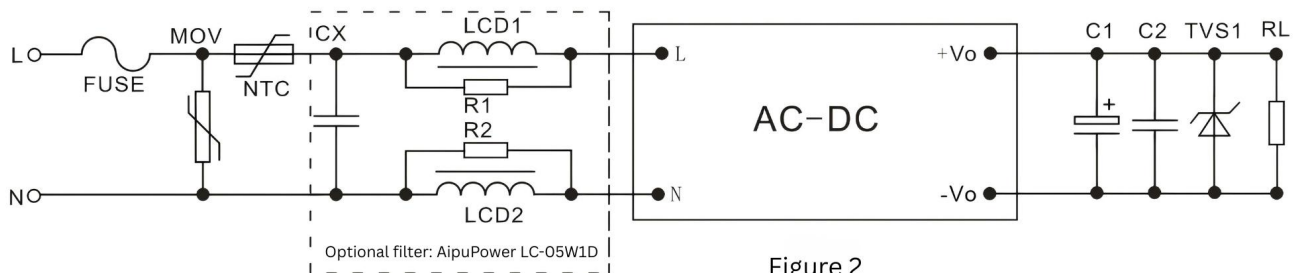 L
FUSE
MOV
NTC
CX
LCD1
R1
R2
LCD2
N
Optional filter: AipuPower LC-05W1D
L
N
AC-DC
+Vo
-Vo
C1
+
C2
TVS1
RL
Figure 2